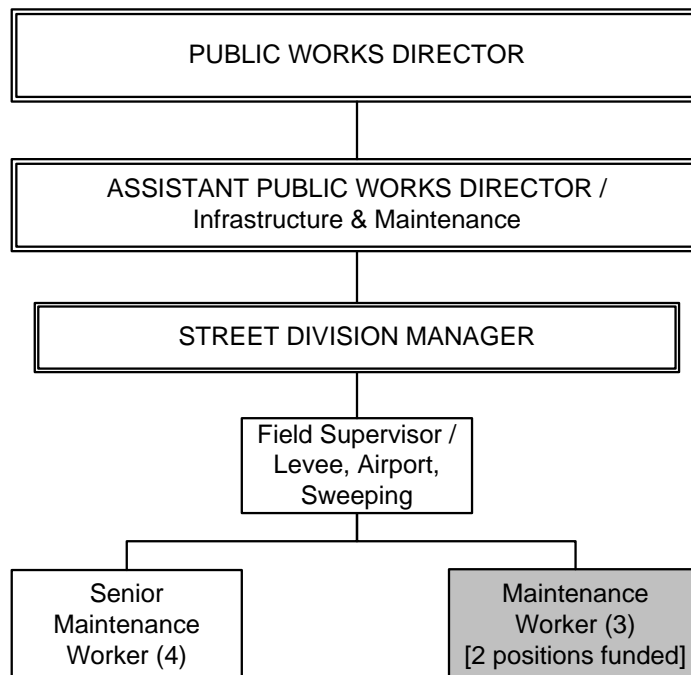 PUBLIC WORKS DIRECTOR
ASSISTANT PUBLIC WORKS DIRECTOR /
Infrastructure & Maintenance
STREET DIVISION MANAGER
Field Supervisor /
Levee, Airport,
Sweeping
Senior
Maintenance
Worker (4)
Maintenance
Worker (3)
[2 positions funded]